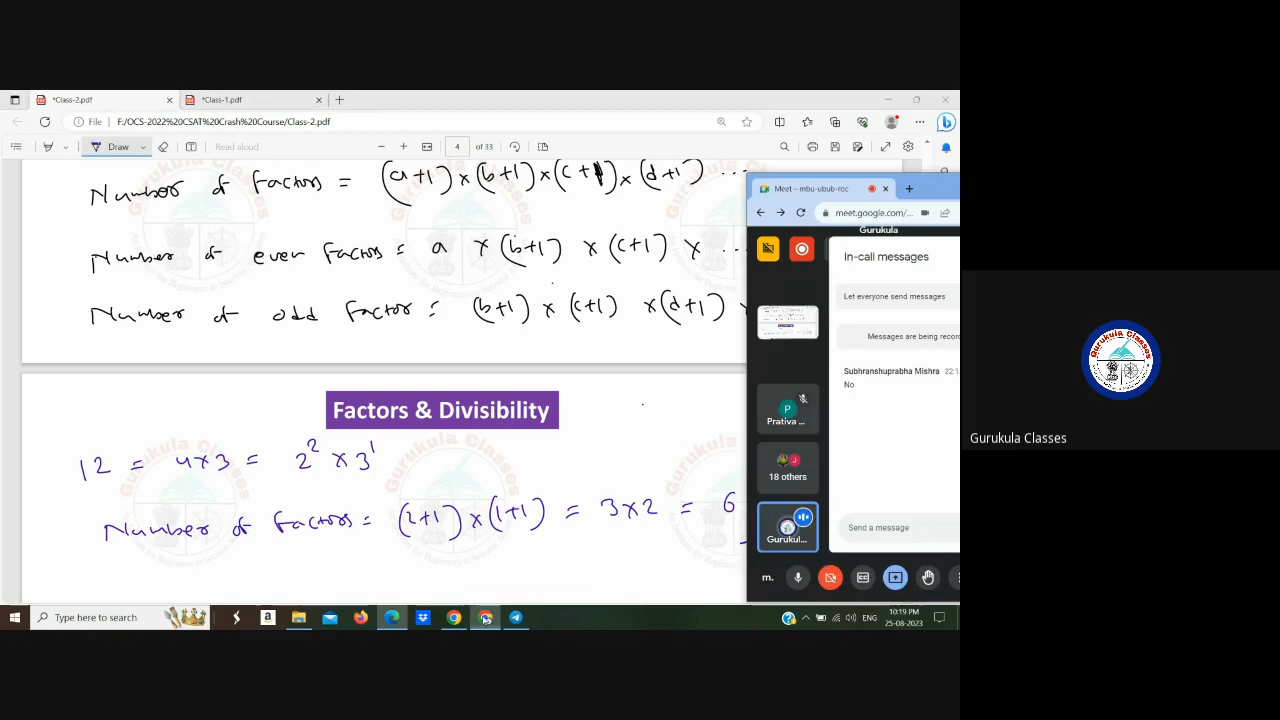 *Class-2.pdf
*Class-1.pdf
File F:/OCS-2022%20CSAT%20Crash%20Course/Class-2.pdf
Draw Read aloud 4 of 33
Number of Factors = (a+1) x (b+1) x (c+1) x (d+1) ...
Number of even Factors = a x (b+1) x (c+1) x ..
Number of odd Factor = (b+1) x (c+1) x (d+1) x
Factors & Divisibility
12 = 4x3 = 2² x 3¹
Number of Factors = (2+1) x (1+1) = 3x2 = 6
Meet – mbu-ubub-roc
meet.google.com/...
Gurukula
In-call messages
Let everyone send messages
Messages are being recor
Subhranshuprabha Mishra 22:1
No
P
Prativa ...
J
18 others
Gurukul...
Send a message
m.
Type here to search
a
ENG
10:19 PM
25-08-2023
Gurukula Classes
Gurukula Classes